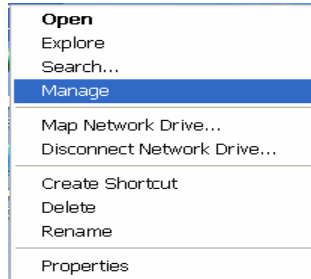 Open
Explore
Search...
Manage
Map Network Drive...
Disconnect Network Drive...
Create Shortcut
Delete
Rename
Properties